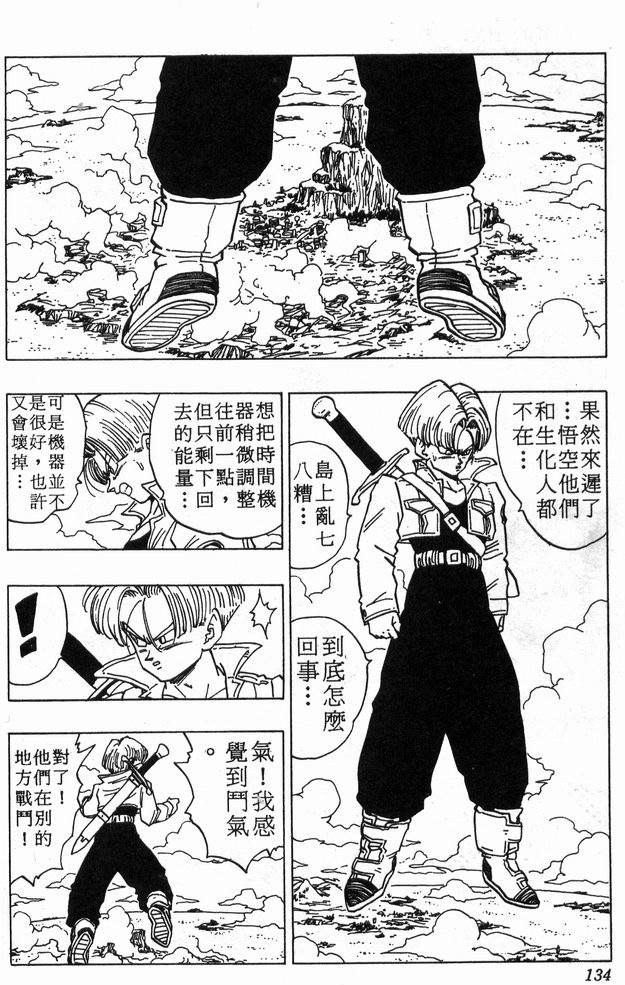 果然來遲了
…悟空他們
和生化人都
不在…
島上亂七
八糟…
到底怎麼
回事…
想把時間機
器稍微調整
往前一點，
但只剩下回
去的能量…
可是機器並不
是很好，也許
又會壞掉…
！
氣！我感
覺到鬥氣
。
對了！
他們在別的
地方戰鬥！
134